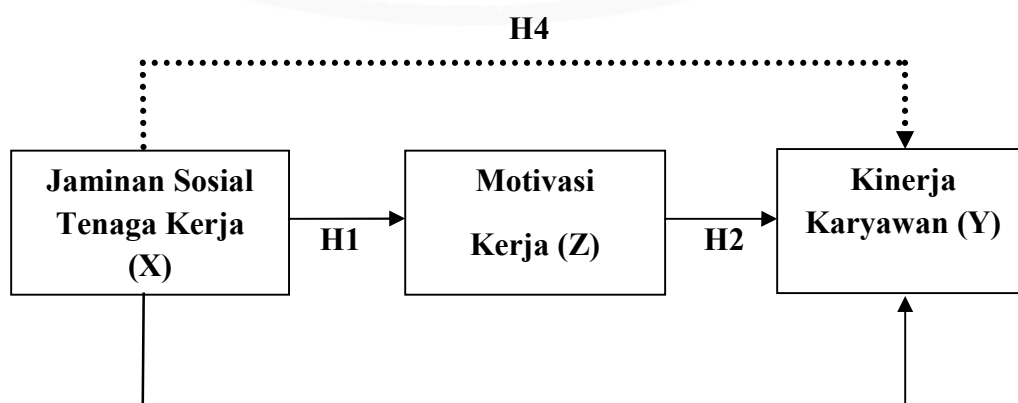 H4
Jaminan Sosial
Tenaga Kerja
(X)
H1
Motivasi
Kerja (Z)
H2
Kinerja
Karyawan (Y)